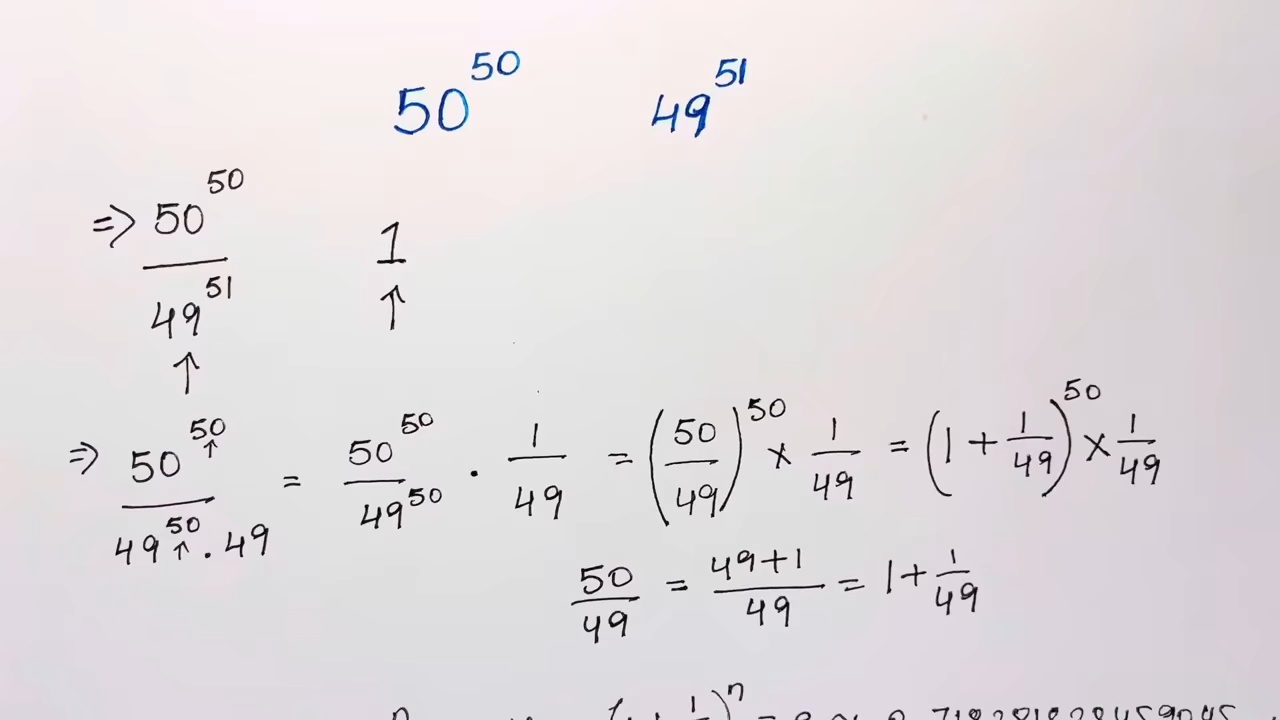 50^50 49^51
⇒ 50^50 / 49^51 1
↑ ↑
⇒ 50^50 / 49^50 . 49 = 50^50 / 49^50 . 1/49 = (50/49)^50 × 1/49 = (1 + 1/49)^50 × 1/49
↑ ↑
50/49 = 49+1/49 = 1 + 1/49